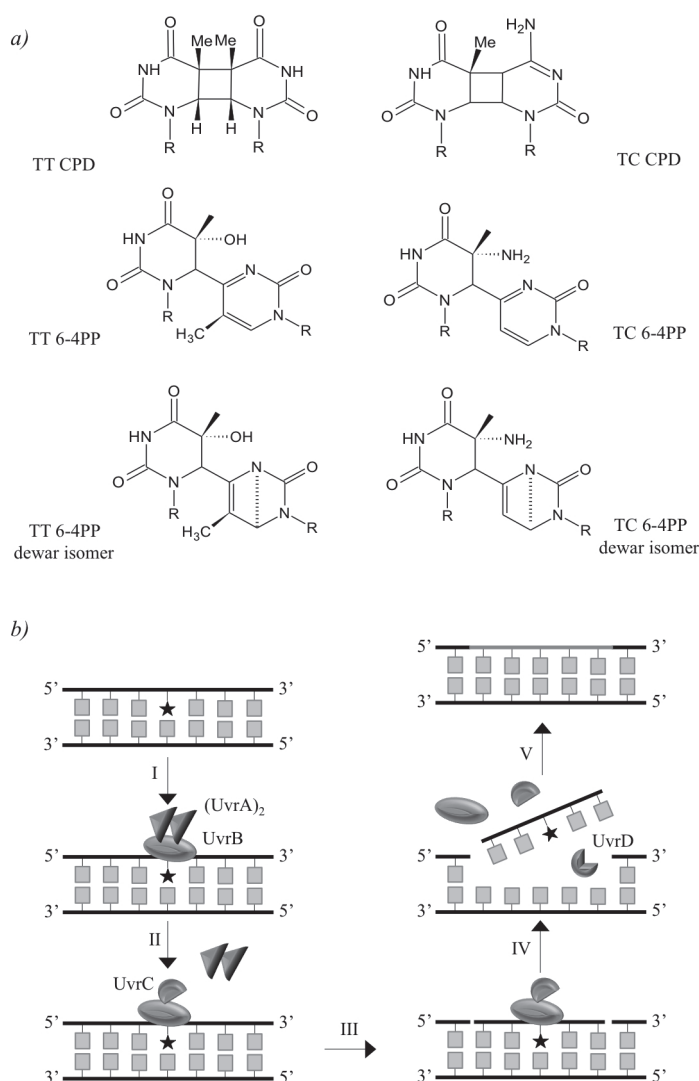 a)
O
O
Me Me
NH
NH
O
N
N
O
H
H
R
R
TT CPD
H₂N
O
Me
NH
N
O
N
N
O
R
R
TC CPD
O
HN
OH
N
O
O
N
N
R
H₃C
R
TT 6-4PP
O
HN
NH₂
N
O
O
N
N
R
R
TC 6-4PP
O
HN
OH
N
O
O
N
N
R
H₃C
R
TT 6-4PP
dewar isomer
O
HN
NH₂
N
O
O
N
N
R
R
TC 6-4PP
dewar isomer
b)
5’ 3’
3’ 5’
I
(UvrA)₂
UvrB
5’ 3’
3’ 5’
II
UvrC
5’ 3’
3’ 5’
III
5’ 3’
3’ 5’
IV
UvrD
5’ 3’
3’ 5’
V
5’ 3’
3’ 5’